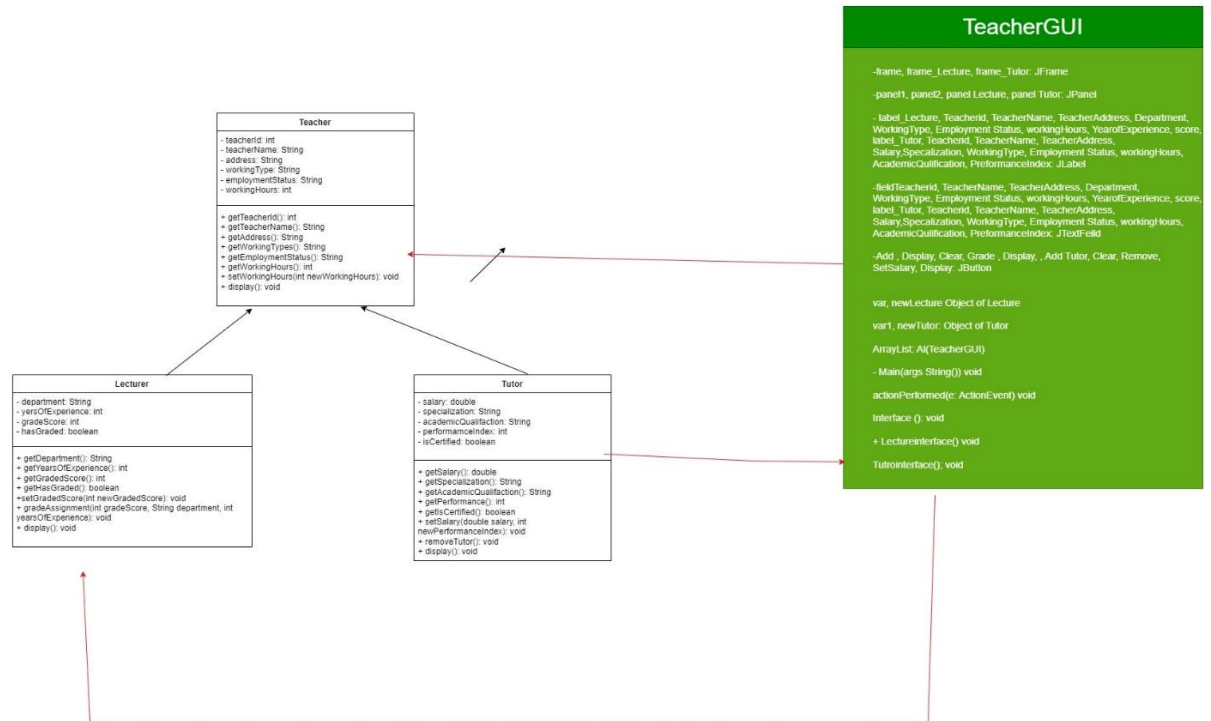 TeacherGUI
-frame, frame_Lecture, frame_Tutor: JFrame
-panel1, panel2, panel Lecture, panel Tutor: JPanel
- label_Lecture, Teacherid, TeacherName, TeacherAddress, Department,
WorkingType, Employment Status, workingHours, YearofExperience, score,
label_Tutor, Teacherid, TeacherName, TeacherAddress,
Salary,Specalization, WorkingType, Employment Status, workingHours,
AcademicQulification, PreformanceIndex: JLabel
-fieldTeacherid, TeacherName, TeacherAddress, Department,
WorkingType, Employment Status, workingHours, YearofExperience, score,
label_Tutor, Teacherid, TeacherName, TeacherAddress,
Salary,Specalization, WorkingType, Employment Status, workingHours,
AcademicQulification, PreformanceIndex: JTextFeild
-Add , Display, Clear, Grade , Display, , Add Tutor, Clear, Remove,
SetSalary, Display: JButton
var, newLecture Object of Lecture
var1, newTutor: Object of Tutor
ArrayList: Al(TeacherGUI)
- Main(args String()) void
actionPerformed(e: ActionEvent) void
Interface (): void
+ Lectureinterface() void
Tutrointerface(); void
Teacher
- teacherId: int
- teacherName: String
- address: String
- workingType: String
- employmentStatus: String
- workingHours: int
+ getTeacherId(): int
+ getTeacherName(): String
+ getAddress(): String
+ getWorkingTypes(): String
+ getEmploymentStatus(): String
+ getWorkingHours(): int
+ setWorkingHours(int newWorkingHours): void
+ display(): void
Lecturer
- department: String
- yersOfExperience: int
- gradeScore: int
- hasGraded: boolean
+ getDepartment(): String
+ getYearsOfExperience(): int
+ getGradedScore(): int
+ getHasGraded(): boolean
+setGradedScore(int newGradedScore): void
+ gradeAssignment(int gradeScore, String department, int
yearsOfExperience): void
+ display(): void
Tutor
- salary: double
- specialization: String
- academicQualifaction: String
- performamceIndex: int
- isCertified: boolean
+ getSalary(): double
+ getSpecialization(): String
+ getAcademicQualifaction(): String
+ getPerformance(): int
+ getIsCertified(): boolean
+ setSalary(double salary, int
newPerformanceIndex): void
+ removeTutor(): void
+ display(): void